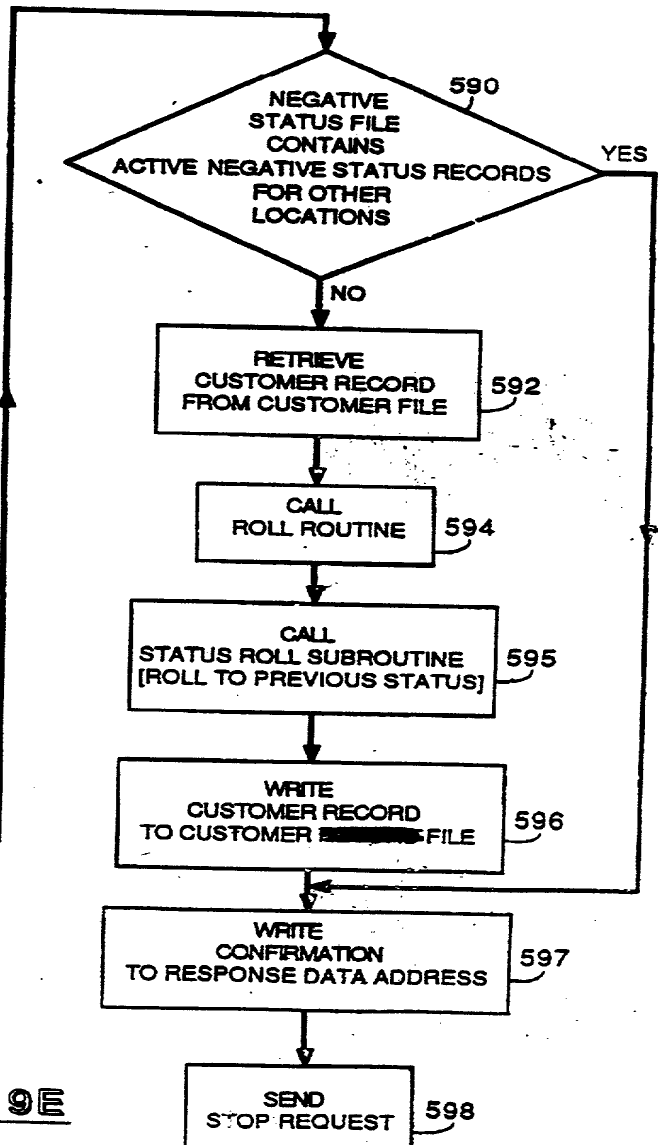 590
NEGATIVE
STATUS FILE
CONTAINS
ACTIVE NEGATIVE STATUS RECORDS
FOR OTHER
LOCATIONS
YES
NO
RETRIEVE
CUSTOMER RECORD
FROM CUSTOMER FILE
592
CALL
ROLL ROUTINE
594
CALL
STATUS ROLL SUBROUTINE
[ROLL TO PREVIOUS STATUS]
595
WRITE
CUSTOMER RECORD
TO CUSTOMER FILE
596
WRITE
CONFIRMATION
TO RESPONSE DATA ADDRESS
597
SEND
STOP REQUEST
598
9E